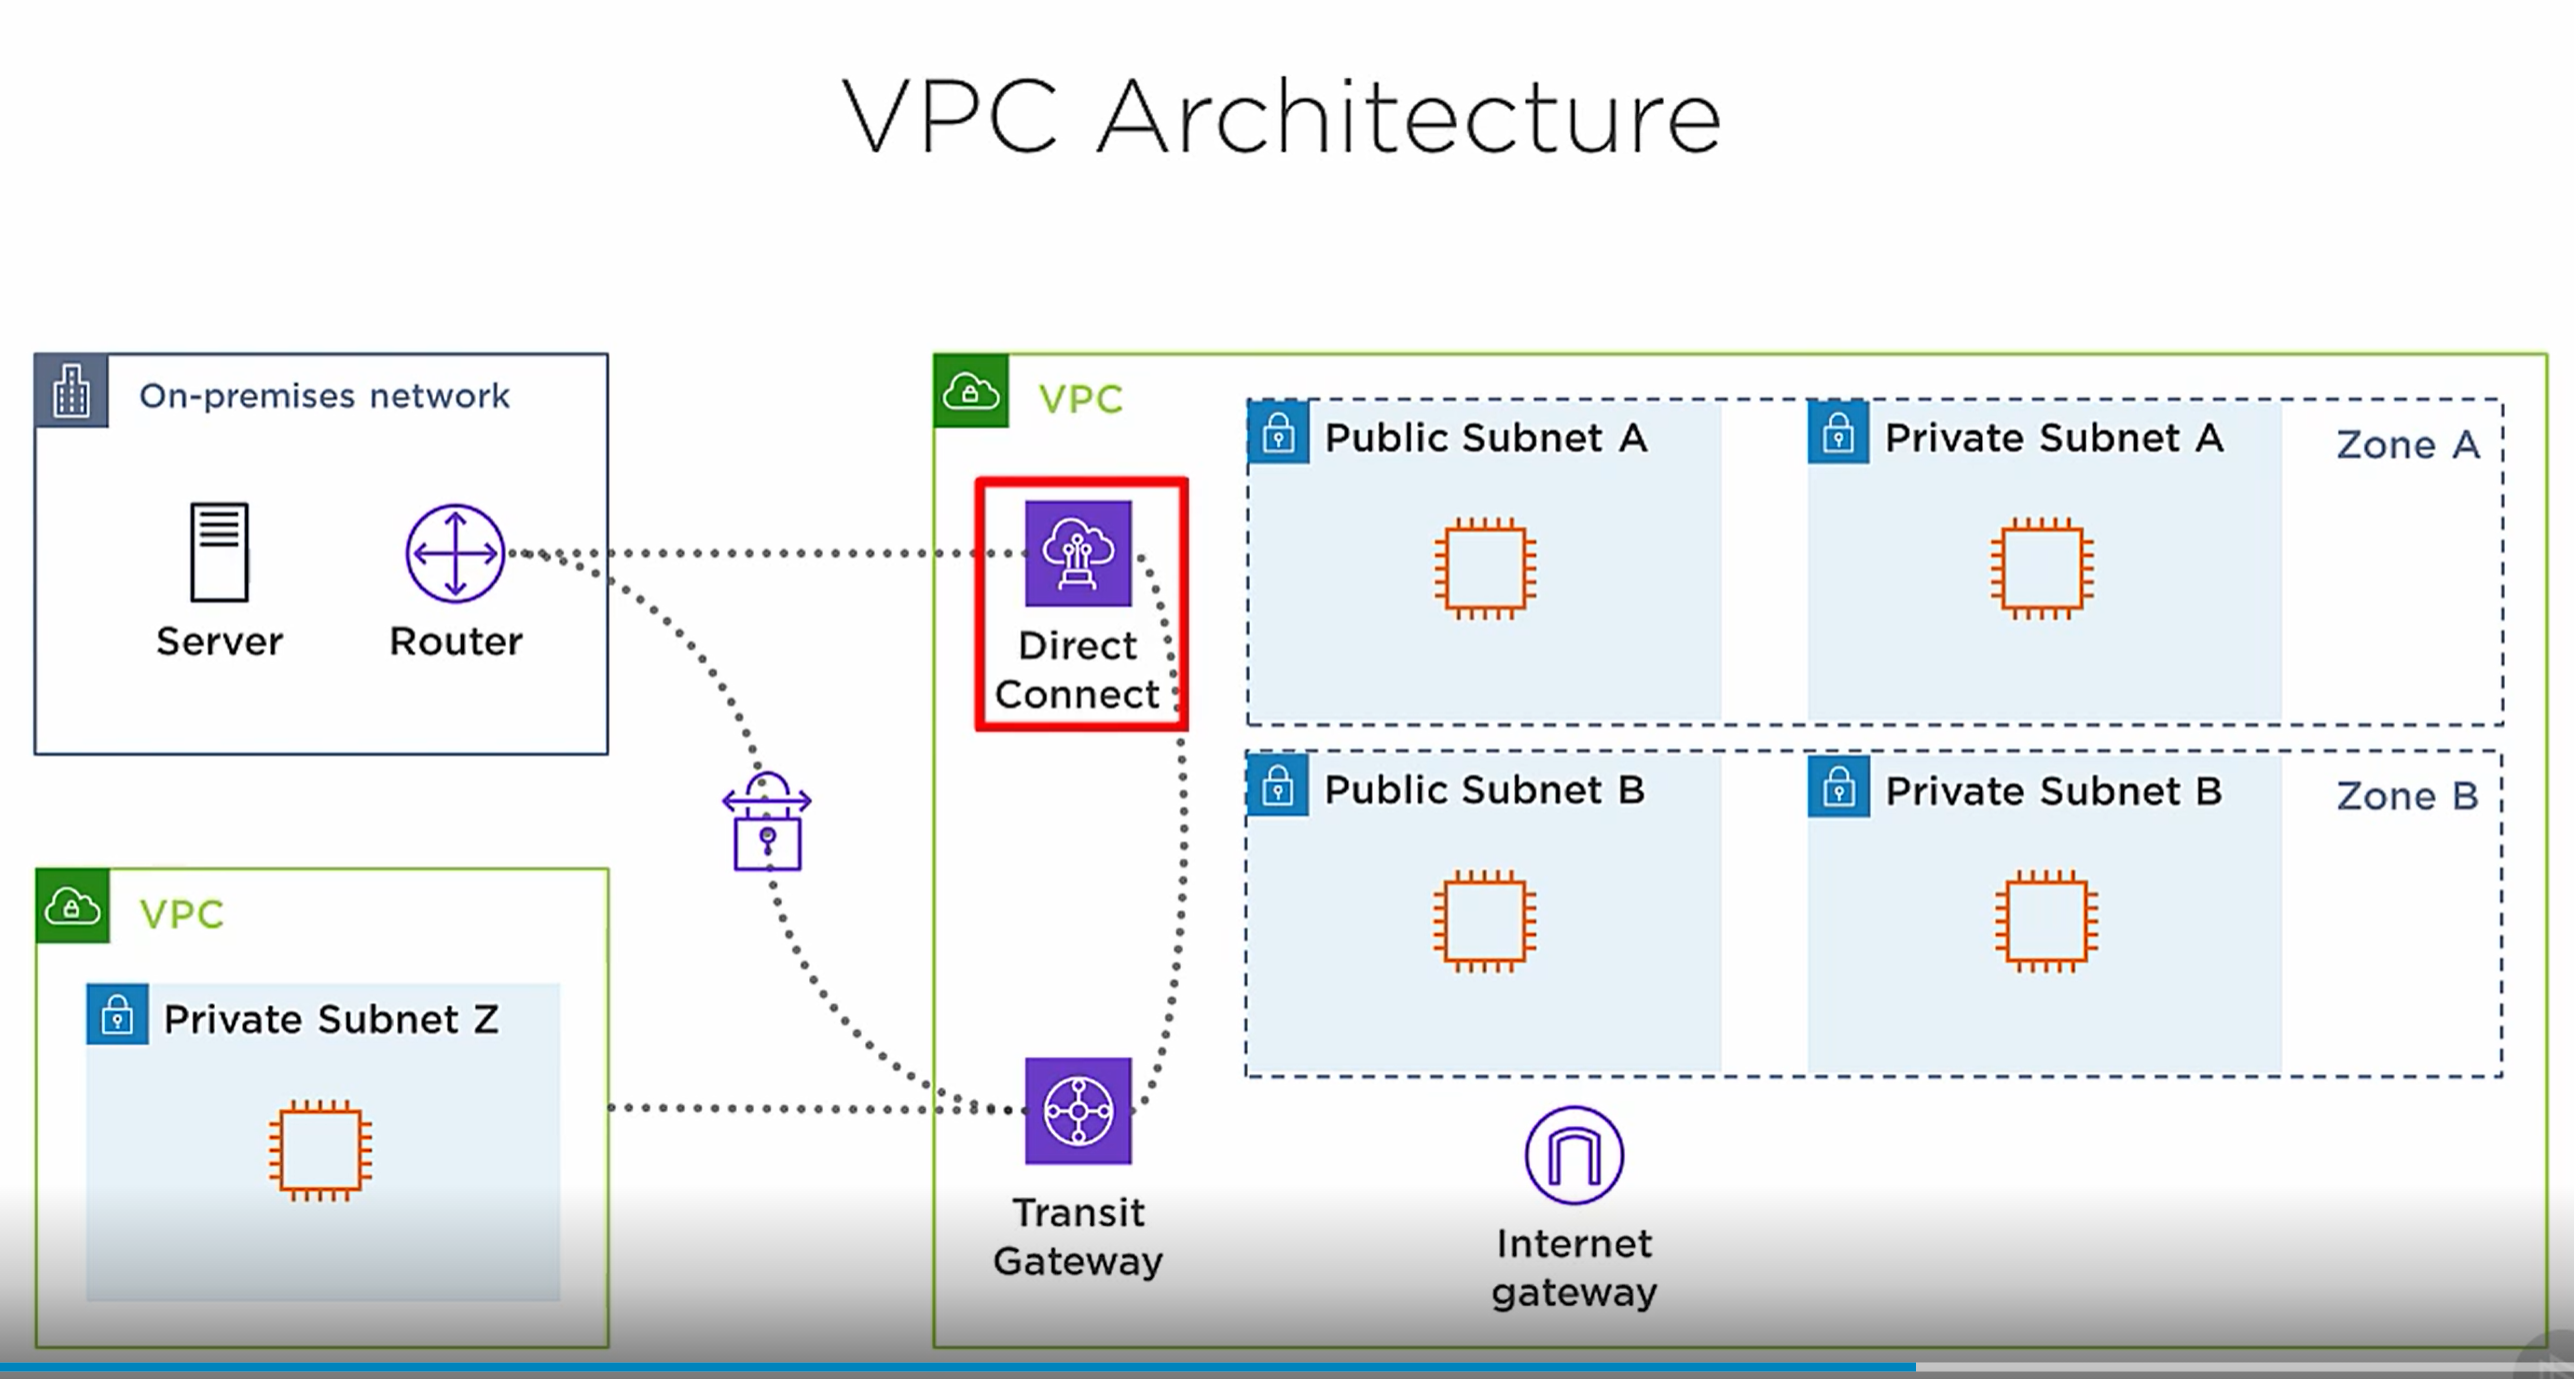 VPC Architecture
On-premises network
Server
Router
VPC
Private Subnet Z
VPC
Direct
Connect
Transit
Gateway
Public Subnet A
Private Subnet A
Zone A
Public Subnet B
Private Subnet B
Zone B
Internet
gateway